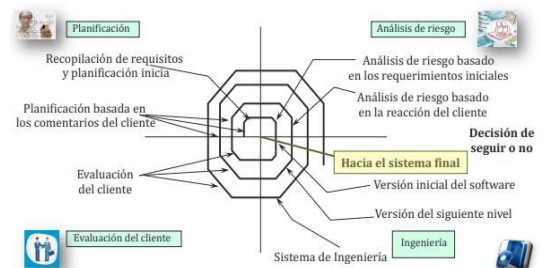 Planificación
Análisis de riesgo
Recopilación de requisitos
y planificación inicia
Análisis de riesgo basado
en los requerimientos iniciales
Análisis de riesgo basado
en la reacción del cliente
Planificación basada en
los comentarios del cliente
Decisión de
seguir o no
Hacia el sistema final
Evaluación
del cliente
Versión inicial del software
Versión del siguiente nivel
Evaluación del cliente
Ingeniería
Sistema de Ingeniería